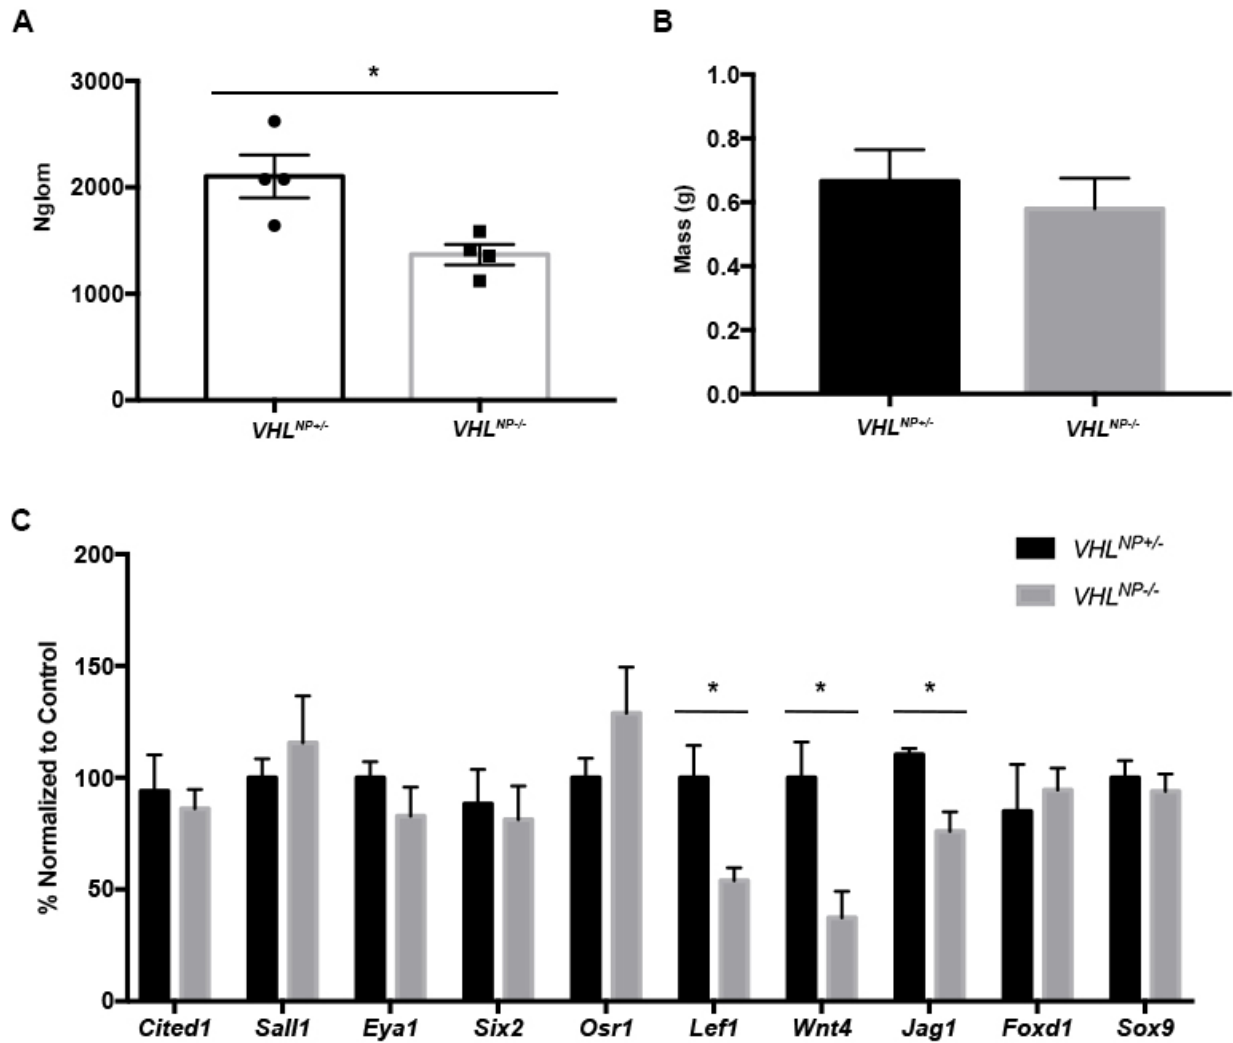 A
*
3000
2000
1000
0
Nglom
VHL^NP+/-
VHL^NP-/-
B
1.0
0.8
0.6
0.4
0.2
0.0
Mass (g)
VHL^NP+/-
VHL^NP-/-
C
VHL^NP+/-
VHL^NP-/-
200
150
100
50
0
% Normalized to Control
* * *
Cited1 Sall1 Eya1 Six2 Osr1 Lef1 Wnt4 Jag1 Foxd1 Sox9